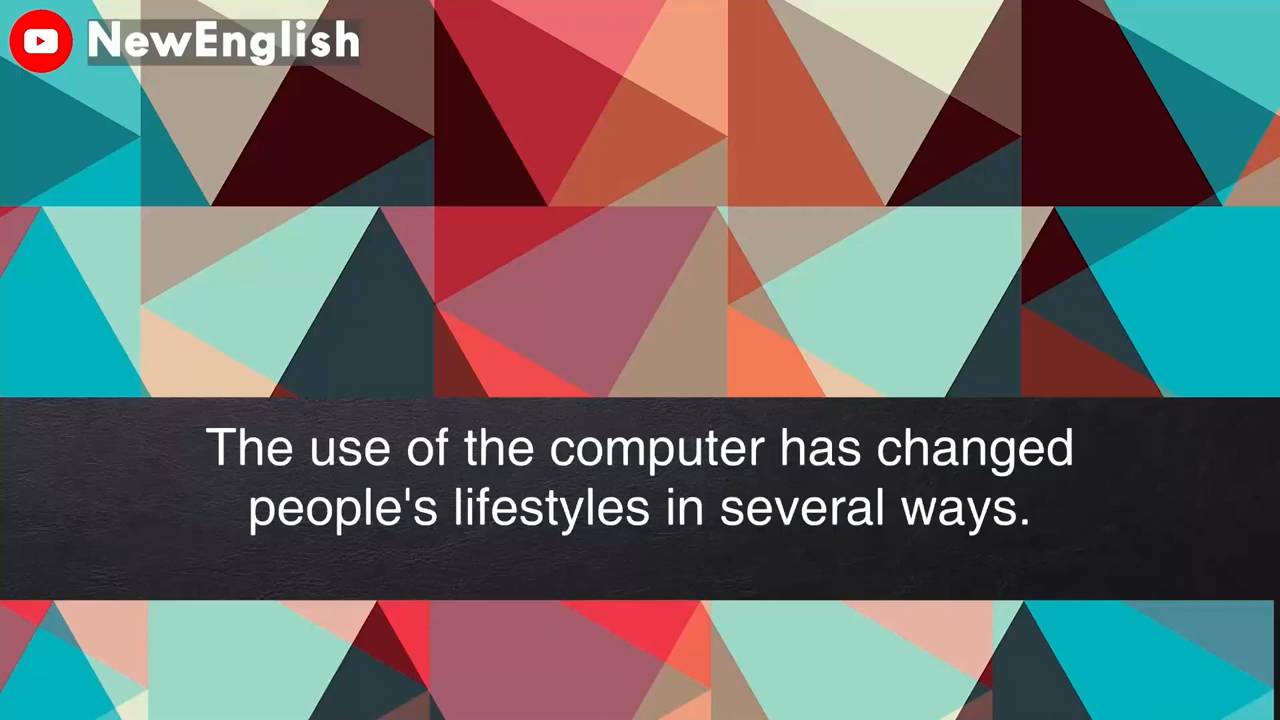 NewEnglish
The use of the computer has changed
people's lifestyles in several ways.